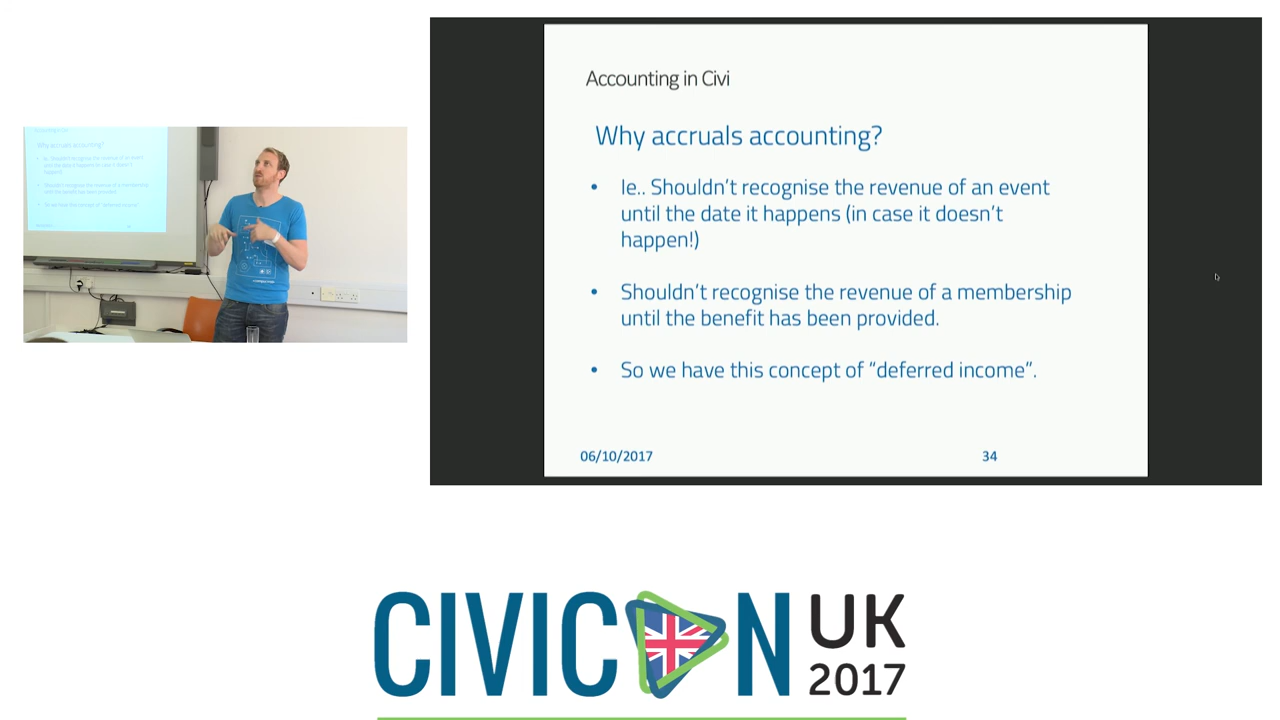 Accounting in Civi
Why accruals accounting?
• Ie.. Shouldn't recognise the revenue of an event
until the date it happens (in case it doesn't
happen!)
• Shouldn't recognise the revenue of a membership
until the benefit has been provided.
• So we have this concept of “deferred income”.
06/10/2017
34
CIVICON UK
2017